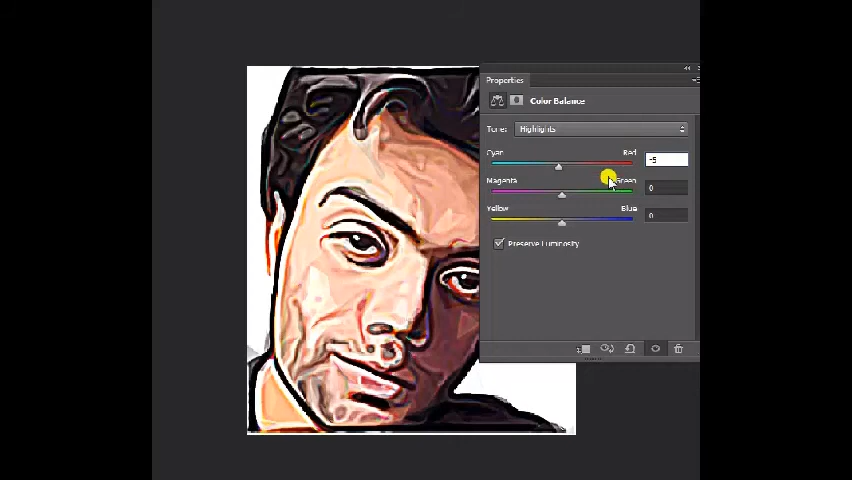 Properties
Color Balance
Tone: Highlights
Cyan Red -5
Magenta Green 0
Yellow Blue 0
Preserve Luminosity